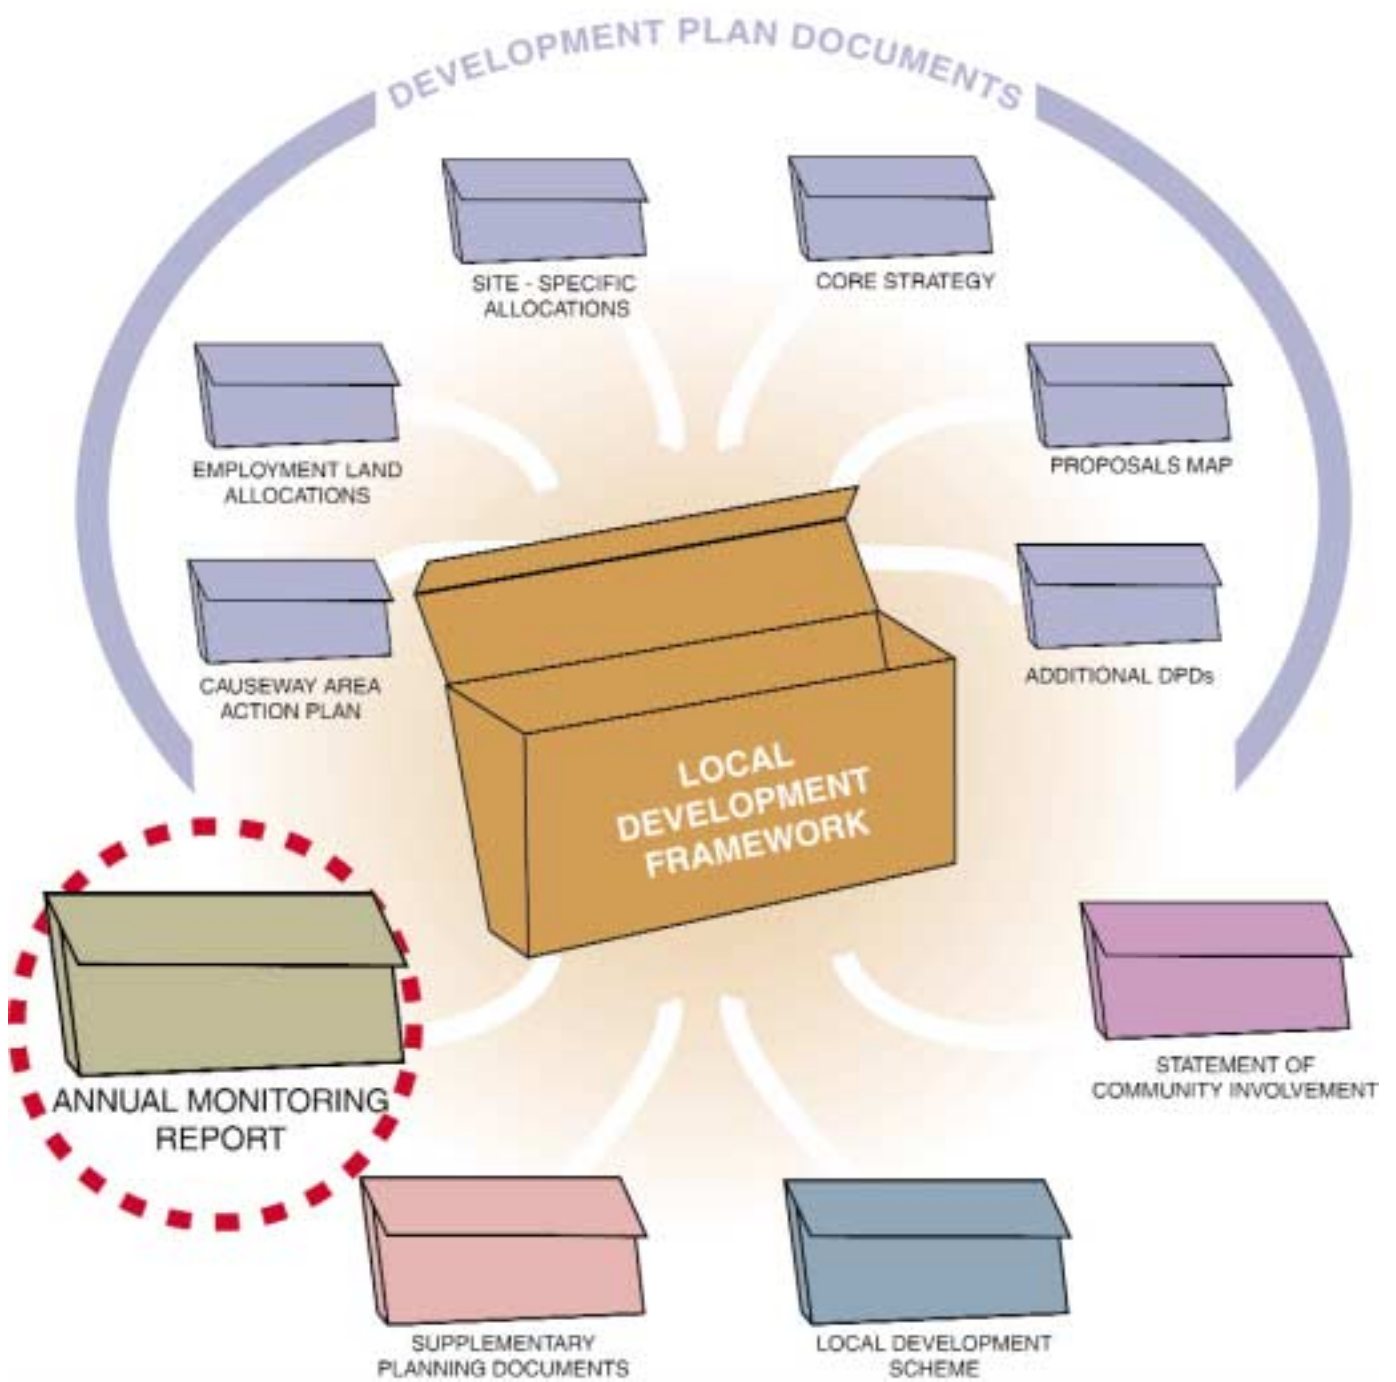 DEVELOPMENT PLAN DOCUMENTS
SITE - SPECIFIC
ALLOCATIONS
CORE STRATEGY
EMPLOYMENT LAND
ALLOCATIONS
PROPOSALS MAP
CAUSEWAY AREA
ACTION PLAN
ADDITIONAL DPDs
LOCAL
DEVELOPMENT
FRAMEWORK
ANNUAL MONITORING
REPORT
STATEMENT OF
COMMUNITY INVOLVEMENT
SUPPLEMENTARY
PLANNING DOCUMENTS
LOCAL DEVELOPMENT
SCHEME